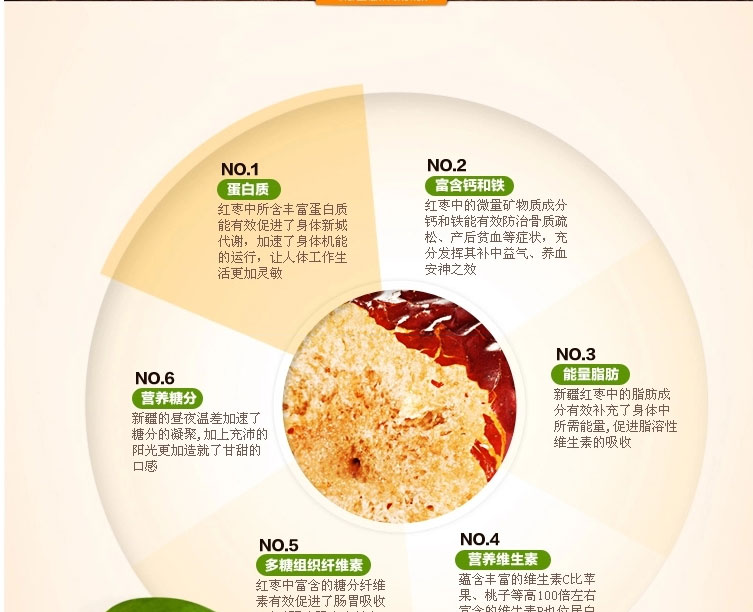 NO.1
蛋白质
红枣中所含丰富蛋白质
能有效促进了身体新城
代谢，加速了身体机能
的运行，让人体工作生
活更加灵敏
NO.2
富含钙和铁
红枣中的微量矿物质成分
钙和铁能有效防治骨质疏
松、产后贫血等症状，充
分发挥其补中益气、养血
安神之效
NO.3
能量脂肪
新疆红枣中的脂肪成
分有效补充了身体中
所需能量,促进脂溶性
维生素的吸收
NO.4
营养维生素
蕴含丰富的维生素C比苹
果、桃子等高100倍左右
富含的维生素P也位居白
NO.5
多糖组织纤维素
红枣中富含的糖分纤维
素有效促进了肠胃吸收
NO.6
营养糖分
新疆的昼夜温差加速了
糖分的凝聚,加上充沛的
阳光更加造就了甘甜的
口感